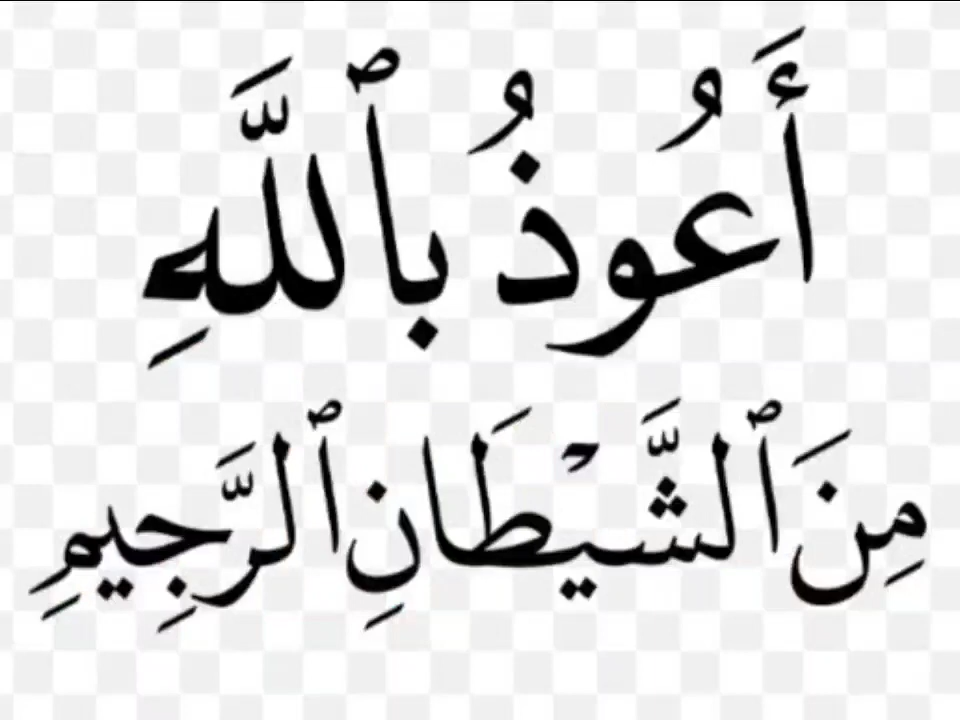 أَعُوذُ بِٱللَّهِ
مِنَ ٱلشَّيْطَانِ ٱلرَّجِيمِ